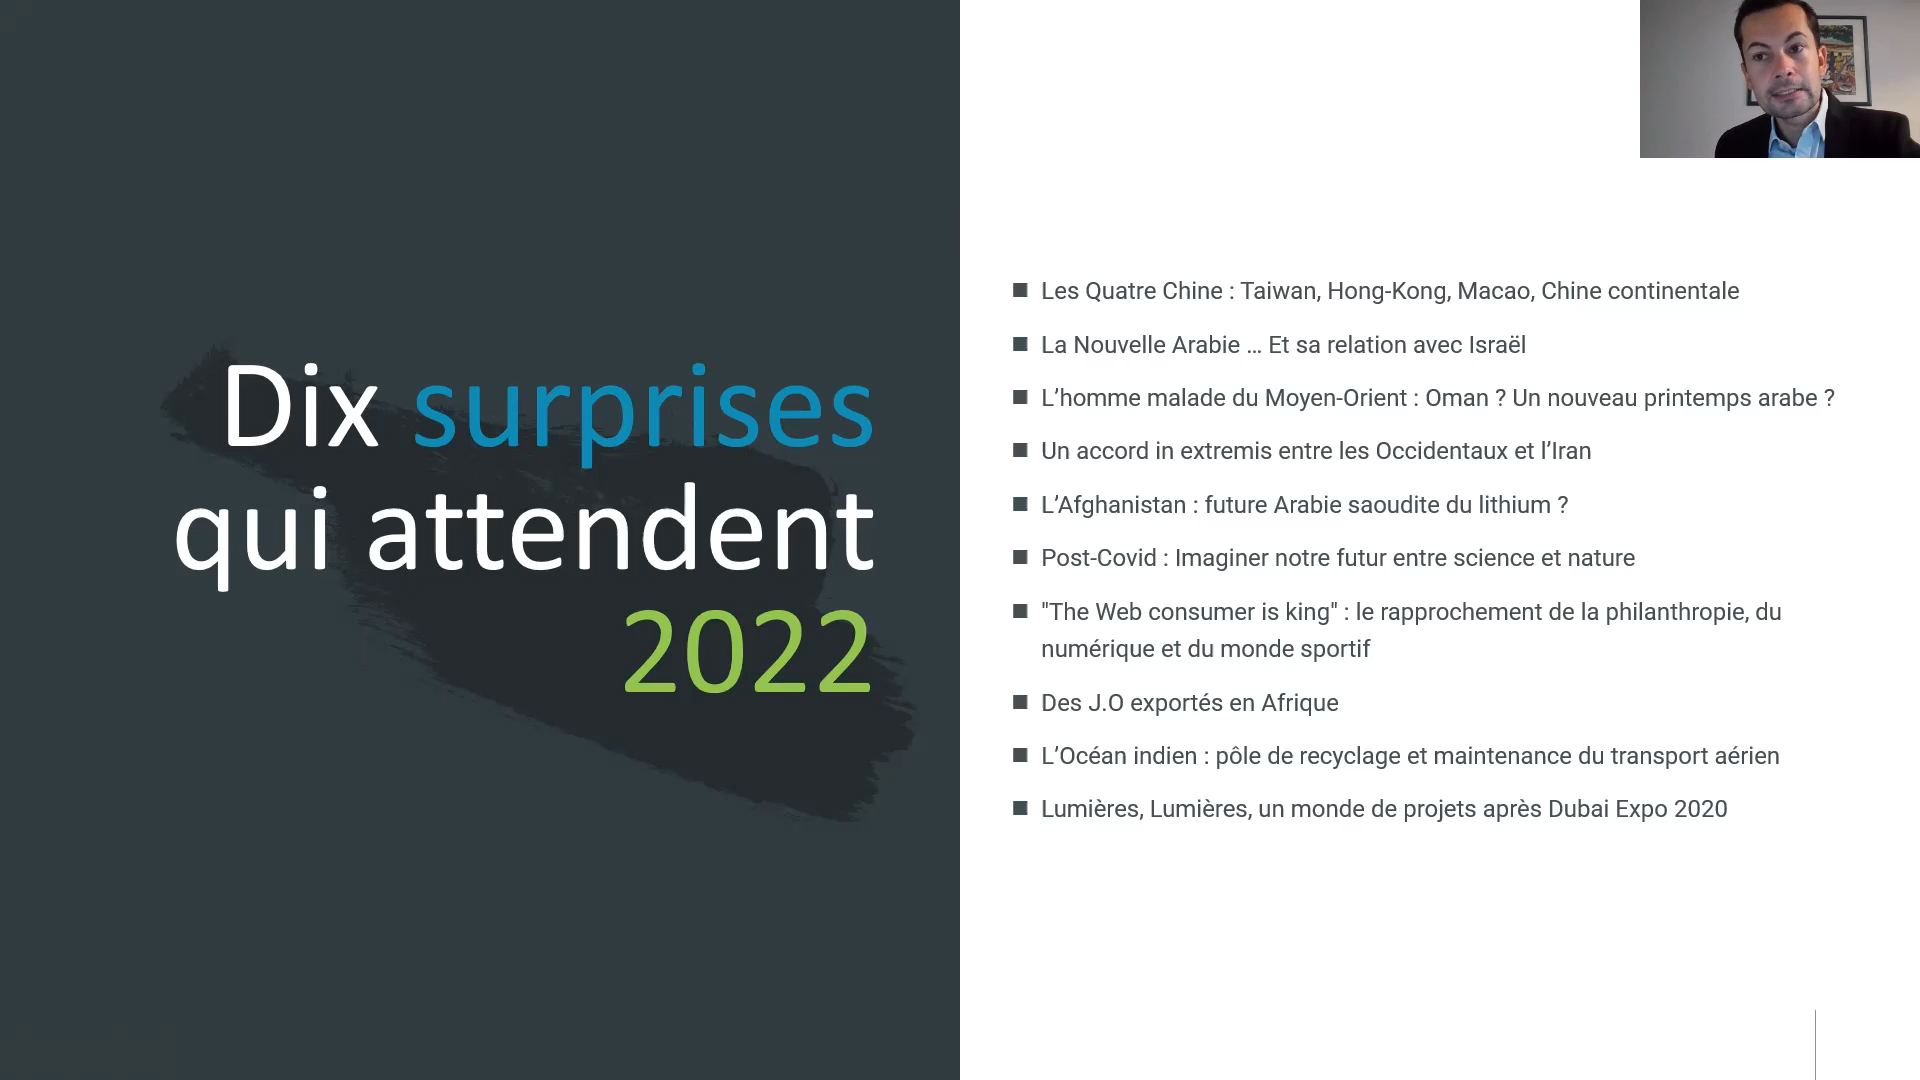 Dix surprises
qui attendent
2022
Les Quatre Chine : Taiwan, Hong-Kong, Macao, Chine continentale
La Nouvelle Arabie ... Et sa relation avec Israël
L’homme malade du Moyen-Orient : Oman ? Un nouveau printemps arabe ?
Un accord in extremis entre les Occidentaux et l’Iran
L’Afghanistan : future Arabie saoudite du lithium ?
Post-Covid : Imaginer notre futur entre science et nature
"The Web consumer is king" : le rapprochement de la philanthropie, du
numérique et du monde sportif
Des J.O exportés en Afrique
L’Océan indien : pôle de recyclage et maintenance du transport aérien
Lumières, Lumières, un monde de projets après Dubai Expo 2020